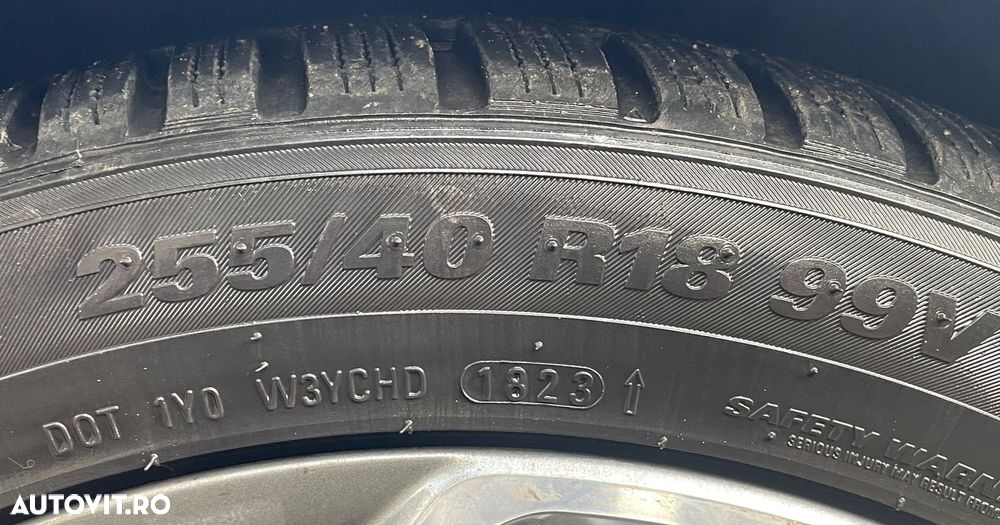 255/40 R18 99V
DOT 1Y0 W3YCHD 1823 ↑
SAFETY WARN
SERIOUS INJURY MAY RESULT FROM
AUTOVIT.RO